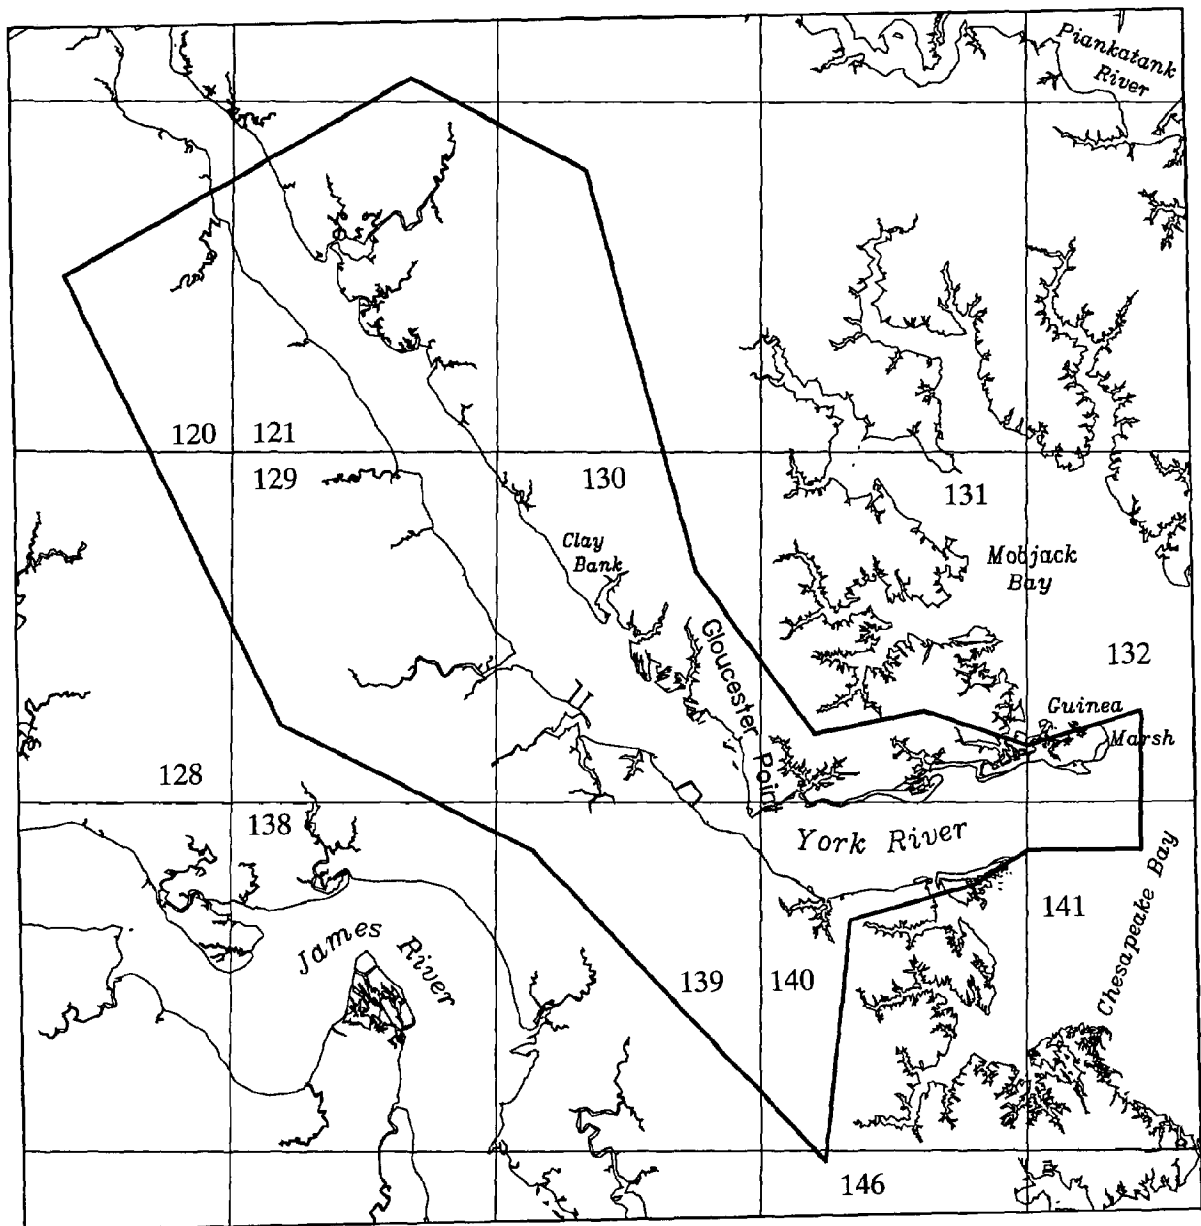 Piankatank
River
120
121
129
130
131
Clay
Bank
Mobjack
Bay
Gloucester
Point
132
Guinea
Marsh
128
138
York River
James River
139
140
141
Chesapeake Bay
146